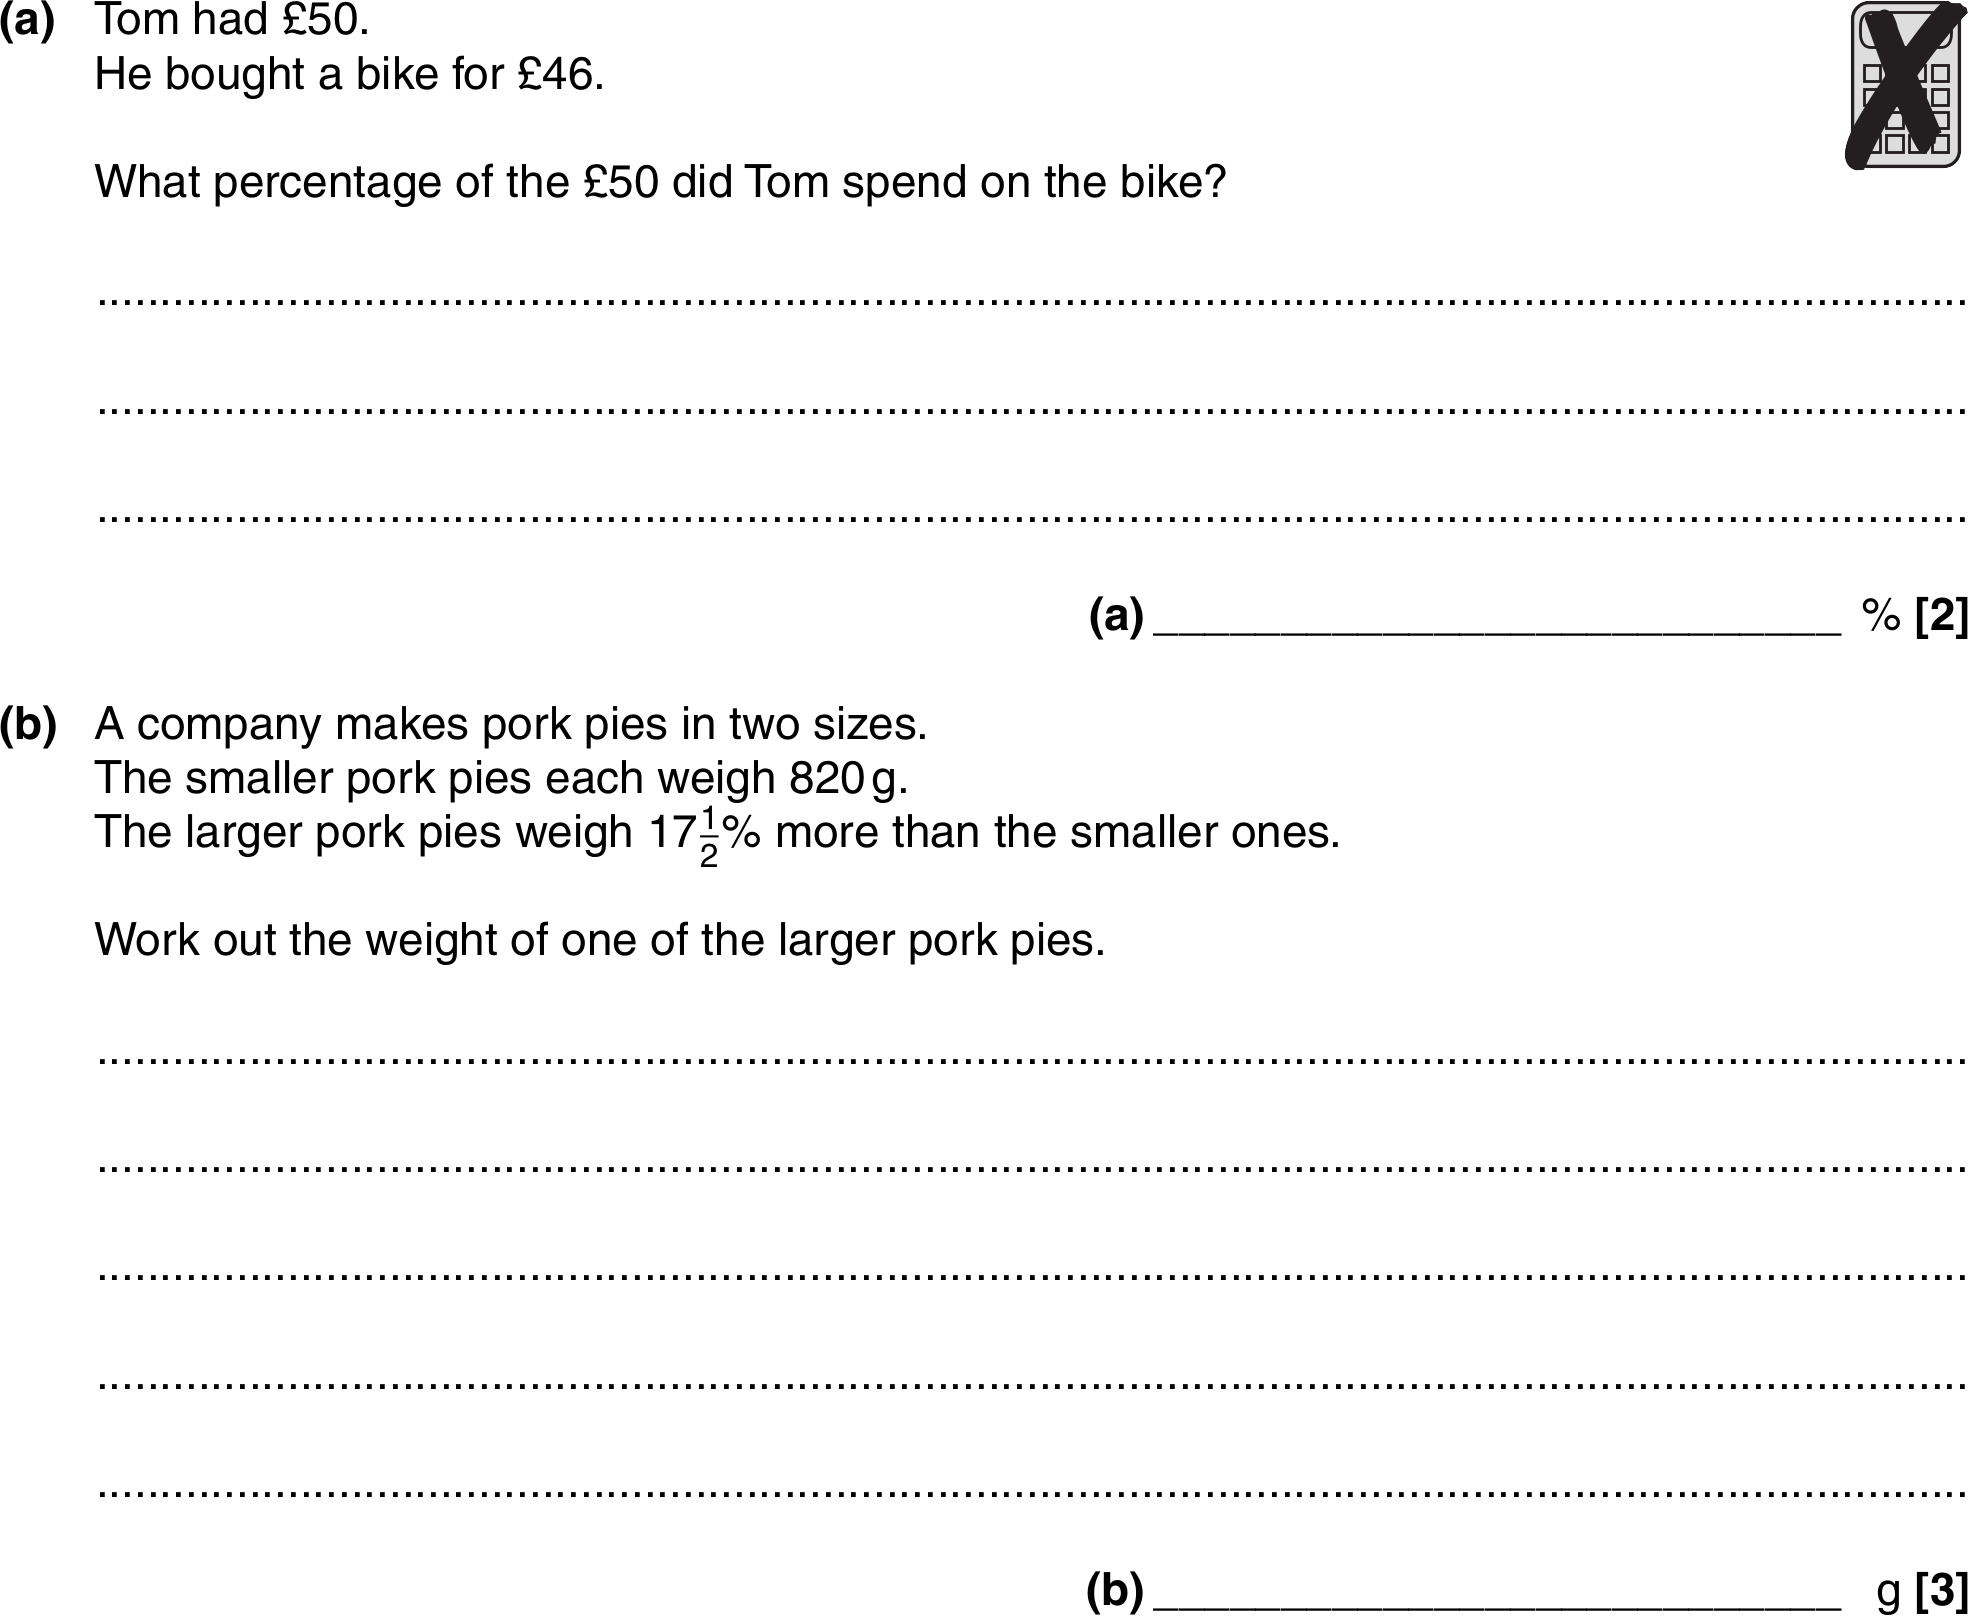 (a) Tom had £50.
He bought a bike for £46.
What percentage of the £50 did Tom spend on the bike?
................................................................................
................................................................................
................................................................................
(a) ___________________________ % [2]
(b) A company makes pork pies in two sizes.
The smaller pork pies each weigh 820 g.
The larger pork pies weigh 17 1/2% more than the smaller ones.
Work out the weight of one of the larger pork pies.
................................................................................
................................................................................
................................................................................
................................................................................
................................................................................
(b) ___________________________ g [3]